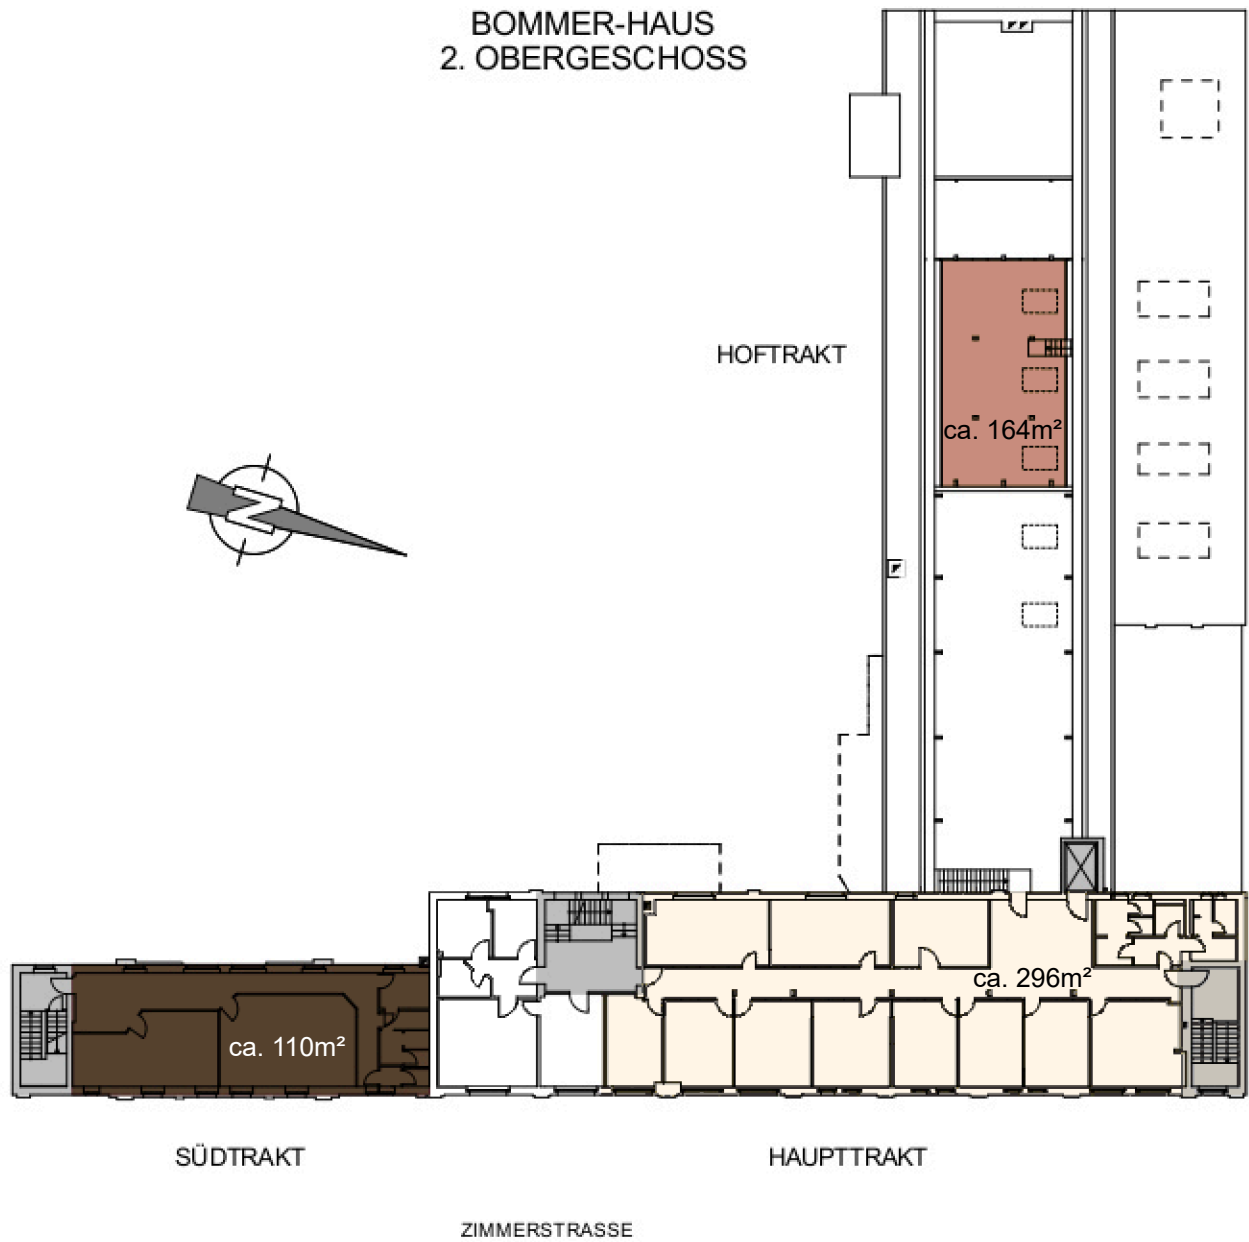 BOMMER-HAUS
2. OBERGESCHOSS
HOFTRAKT
ca. 164m²
N
ca. 296m²
ca. 110m²
SÜDTRAKT
HAUPTTRAKT
ZIMMERSTRASSE